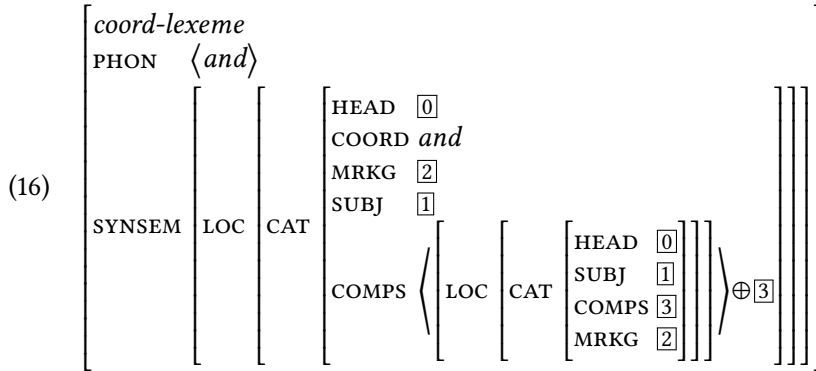 coord-lexeme
PHON ⟨and⟩
HEAD 0
COORD and
MRKG 2
SUBJ 1
(16) SYNSEM LOC CAT
HEAD 0
SUBJ 1
COMPS ⟨[LOC [CAT COMPS 3 ]]⟩⊕3
MRKG 2